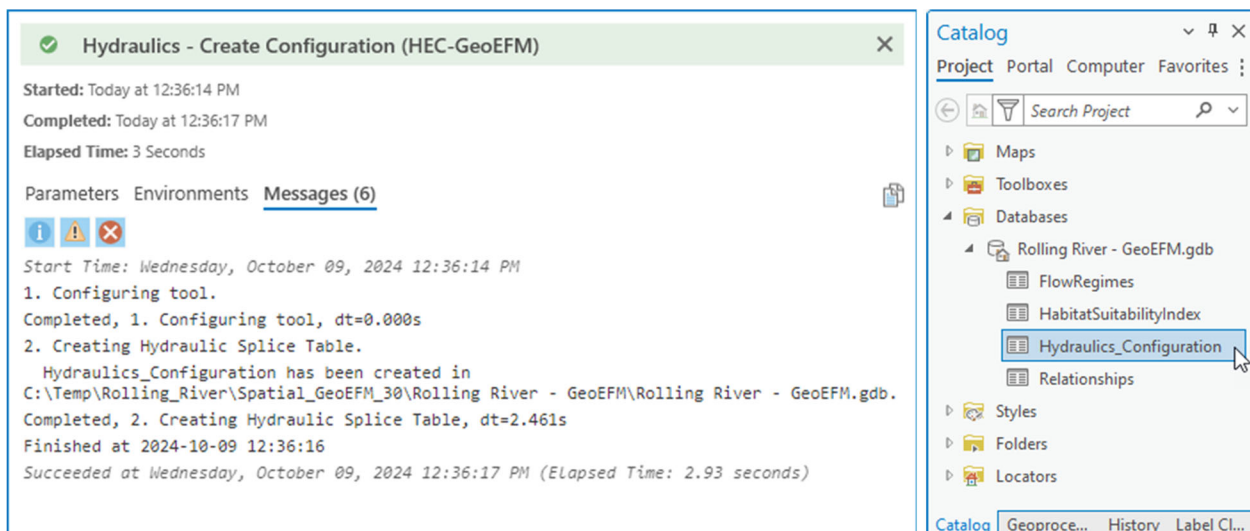 Hydraulics - Create Configuration (HEC-GeoEFM)
Started: Today at 12:36:14 PM
Completed: Today at 12:36:17 PM
Elapsed Time: 3 Seconds
Parameters Environments Messages (6)
Start Time: Wednesday, October 09, 2024 12:36:14 PM
1. Configuring tool.
Completed, 1. Configuring tool, dt=0.000s
2. Creating Hydraulic Splice Table.
Hydraulics_Configuration has been created in
C:\Temp\Rolling_River\Spatial_GeoEFM_30\Rolling River - GeoEFM\Rolling River - GeoEFM.gdb.
Completed, 2. Creating Hydraulic Splice Table, dt=2.461s
Finished at 2024-10-09 12:36:16
Succeeded at Wednesday, October 09, 2024 12:36:17 PM (Elapsed Time: 2.93 seconds)
Catalog
Project Portal Computer Favorites
Search Project
Maps
Toolboxes
Databases
Rolling River - GeoEFM.gdb
FlowRegimes
HabitatSuitabilityIndex
Hydraulics_Configuration
Relationships
Styles
Folders
Locators
Catalog Geoproce... History Label Cl...